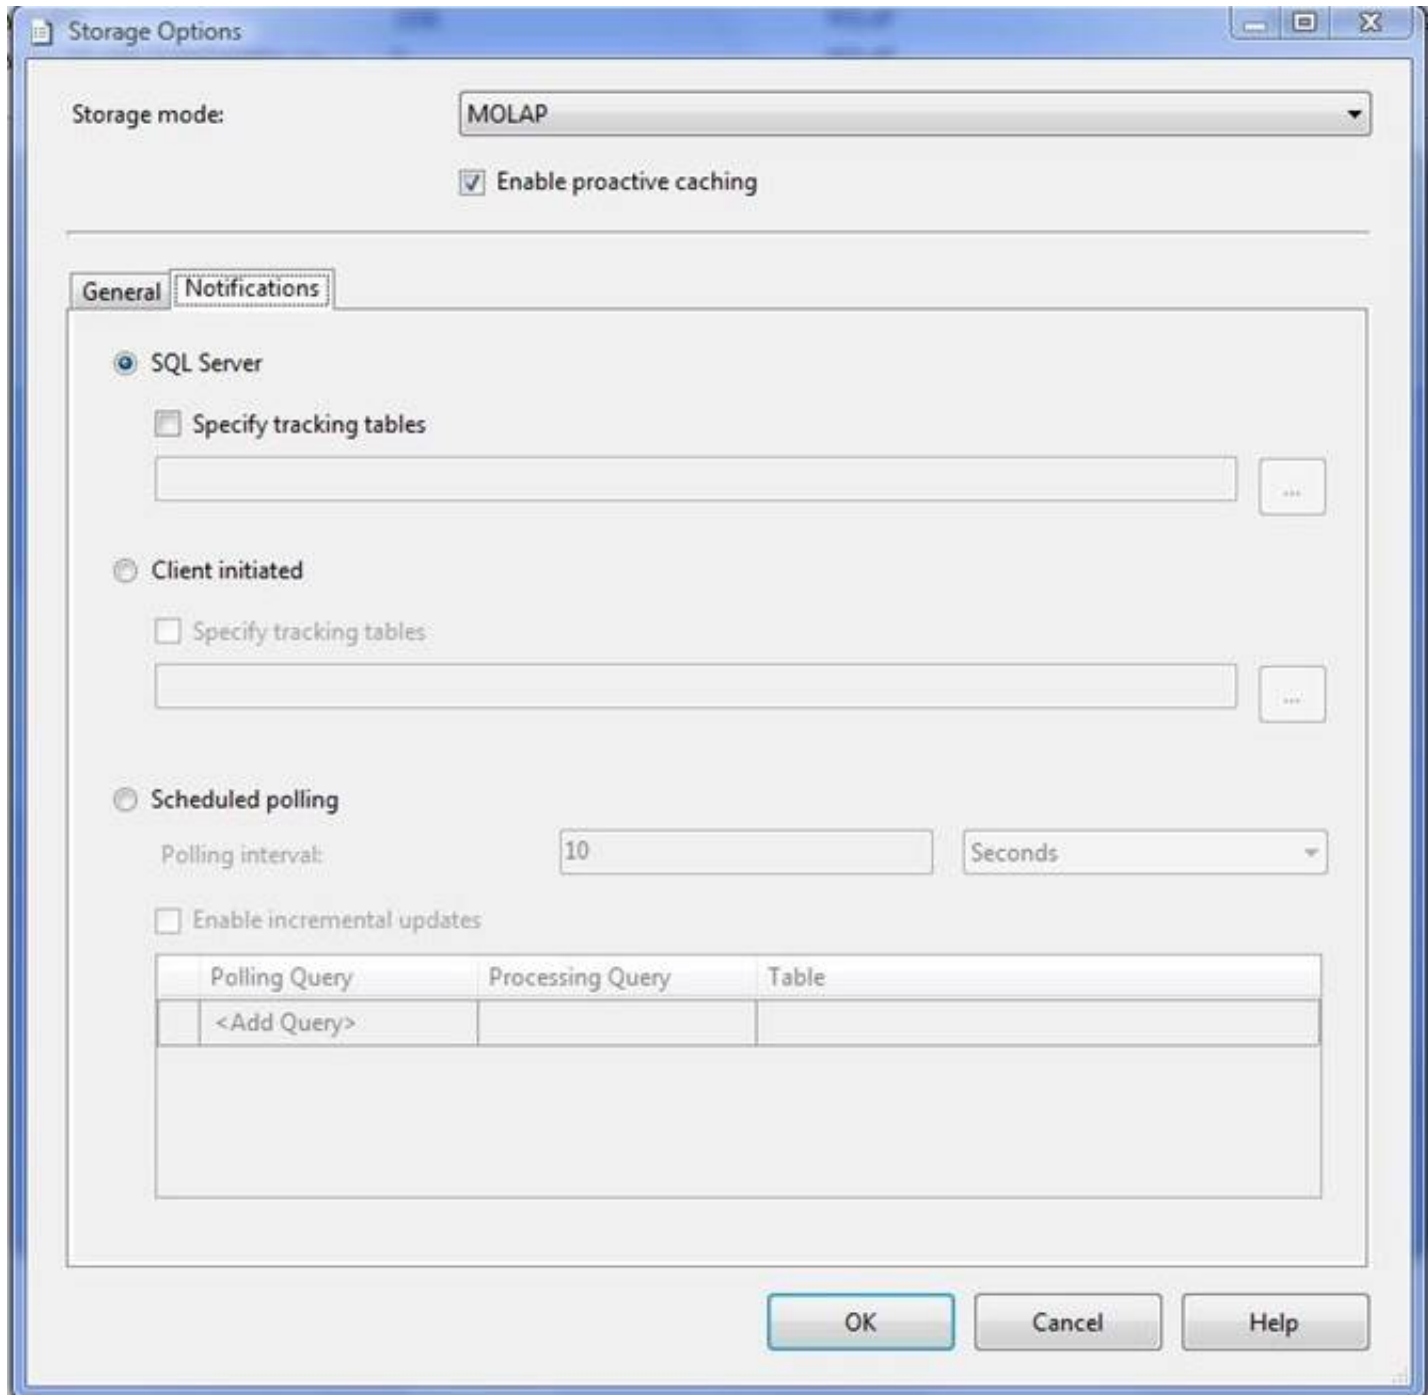 Storage Options
Storage mode:
MOLAP
Enable proactive caching
General
Notifications
SQL Server
Specify tracking tables
...
Client initiated
Specify tracking tables
...
Scheduled polling
Polling interval:
10
Seconds
Enable incremental updates
Polling Query
Processing Query
Table
<Add Query>
OK
Cancel
Help